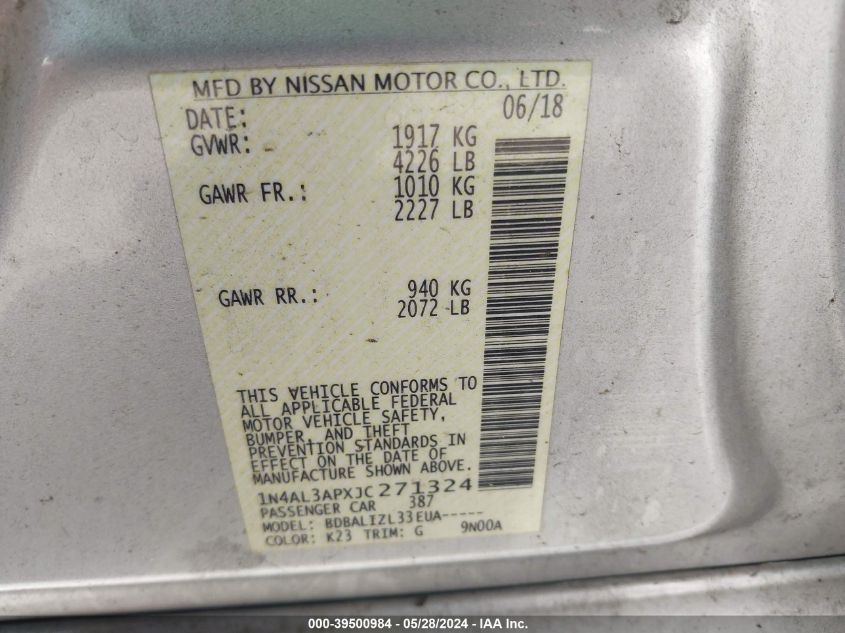 MFD BY NISSAN MOTOR CO., LTD.
DATE: 06/18
GVWR: 1917 KG
4226 LB
GAWR FR.: 1010 KG
2227 LB
GAWR RR.: 940 KG
2072 LB
THIS VEHICLE CONFORMS TO
ALL APPLICABLE FEDERAL
MOTOR VEHICLE SAFETY,
BUMPER, AND THEFT
PREVENTION STANDARDS IN
EFFECT ON THE DATE OF
MANUFACTURE SHOWN ABOVE.
1N4AL3APXJC271324
PASSENGER CAR 387
MODEL: BDBALIZL33EUA-----
COLOR: K23 TRIM: G 9N00A
000-39500984 / 05/28/2024 - ©IAA